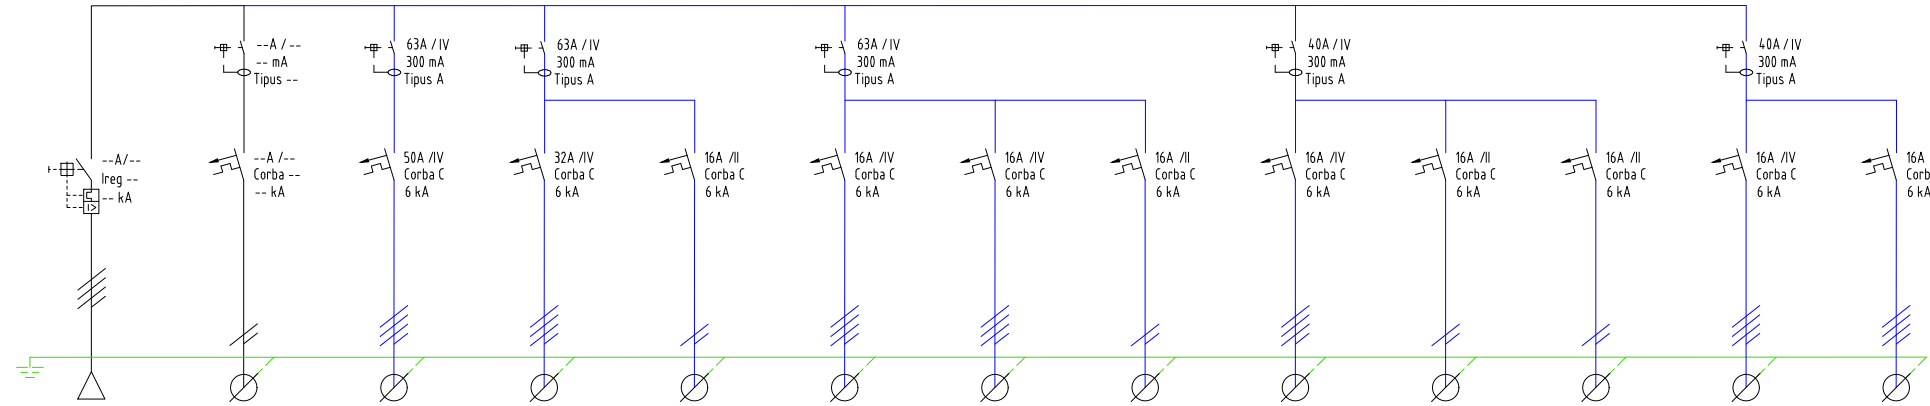 --A / --
-- mA
Tipus --
63A / IV
300 mA
Tipus A
63A / IV
300 mA
Tipus A
63A / IV
300 mA
Tipus A
40A / IV
300 mA
Tipus A
40A / IV
300 mA
Tipus A
--A/--
Ireg --
-- kA
I>
--A /--
Corba --
-- kA
50A /IV
Corba C
6 kA
32A /IV
Corba C
6 kA
16A /II
Corba C
6 kA
16A /IV
Corba C
6 kA
16A /IV
Corba C
6 kA
16A /II
Corba C
6 kA
16A /IV
Corba C
6 kA
16A /II
Corba C
6 kA
16A /II
Corba C
6 kA
16A /IV
Corba C
6 kA
16A
Corb
6 kA